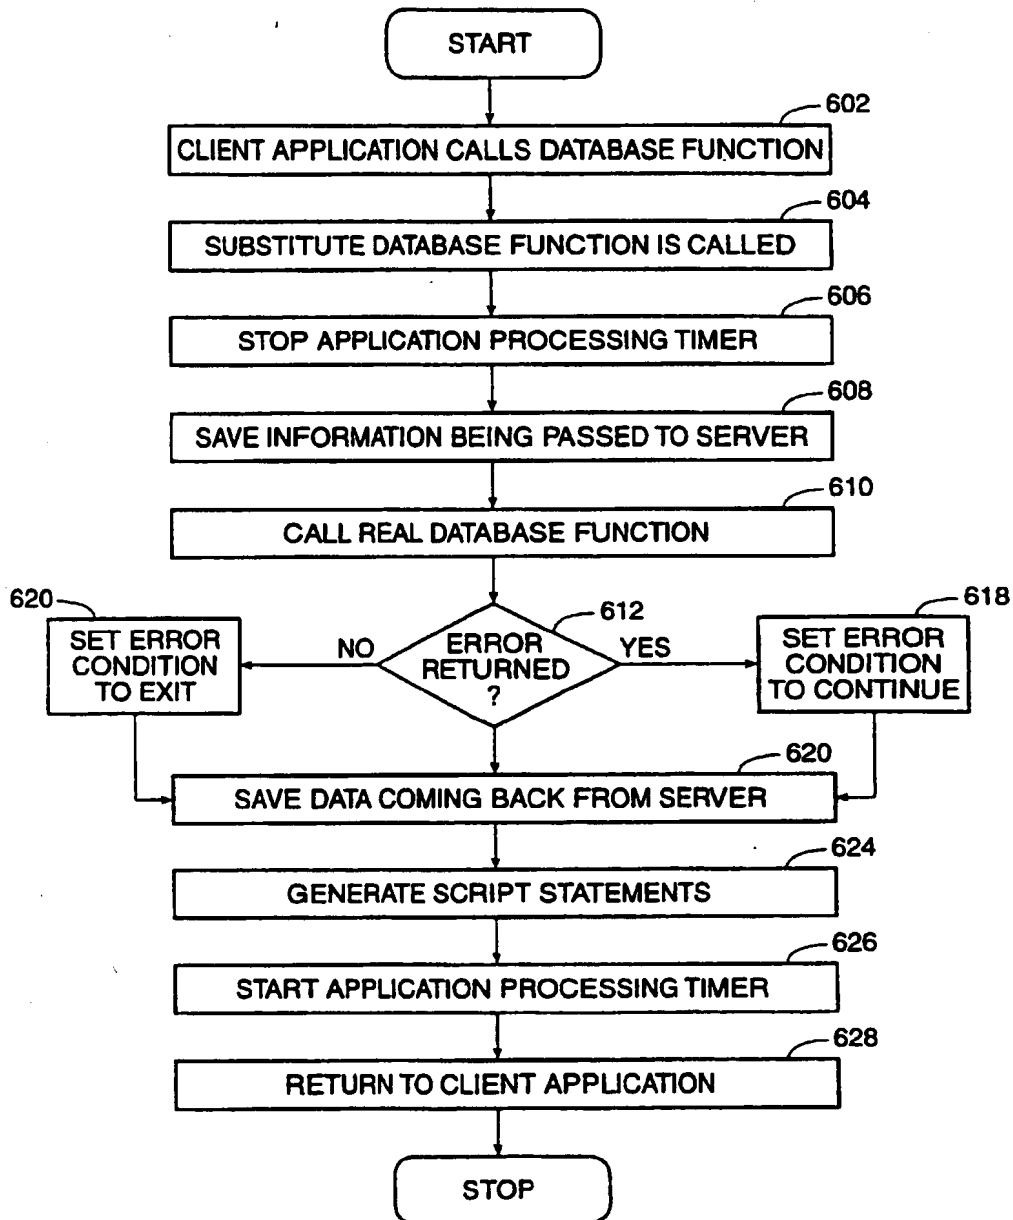 START
602
CLIENT APPLICATION CALLS DATABASE FUNCTION
604
SUBSTITUTE DATABASE FUNCTION IS CALLED
606
STOP APPLICATION PROCESSING TIMER
608
SAVE INFORMATION BEING PASSED TO SERVER
610
CALL REAL DATABASE FUNCTION
620
SET ERROR
CONDITION
TO EXIT
NO
612
ERROR
RETURNED
?
YES
618
SET ERROR
CONDITION
TO CONTINUE
620
SAVE DATA COMING BACK FROM SERVER
624
GENERATE SCRIPT STATEMENTS
626
START APPLICATION PROCESSING TIMER
628
RETURN TO CLIENT APPLICATION
STOP